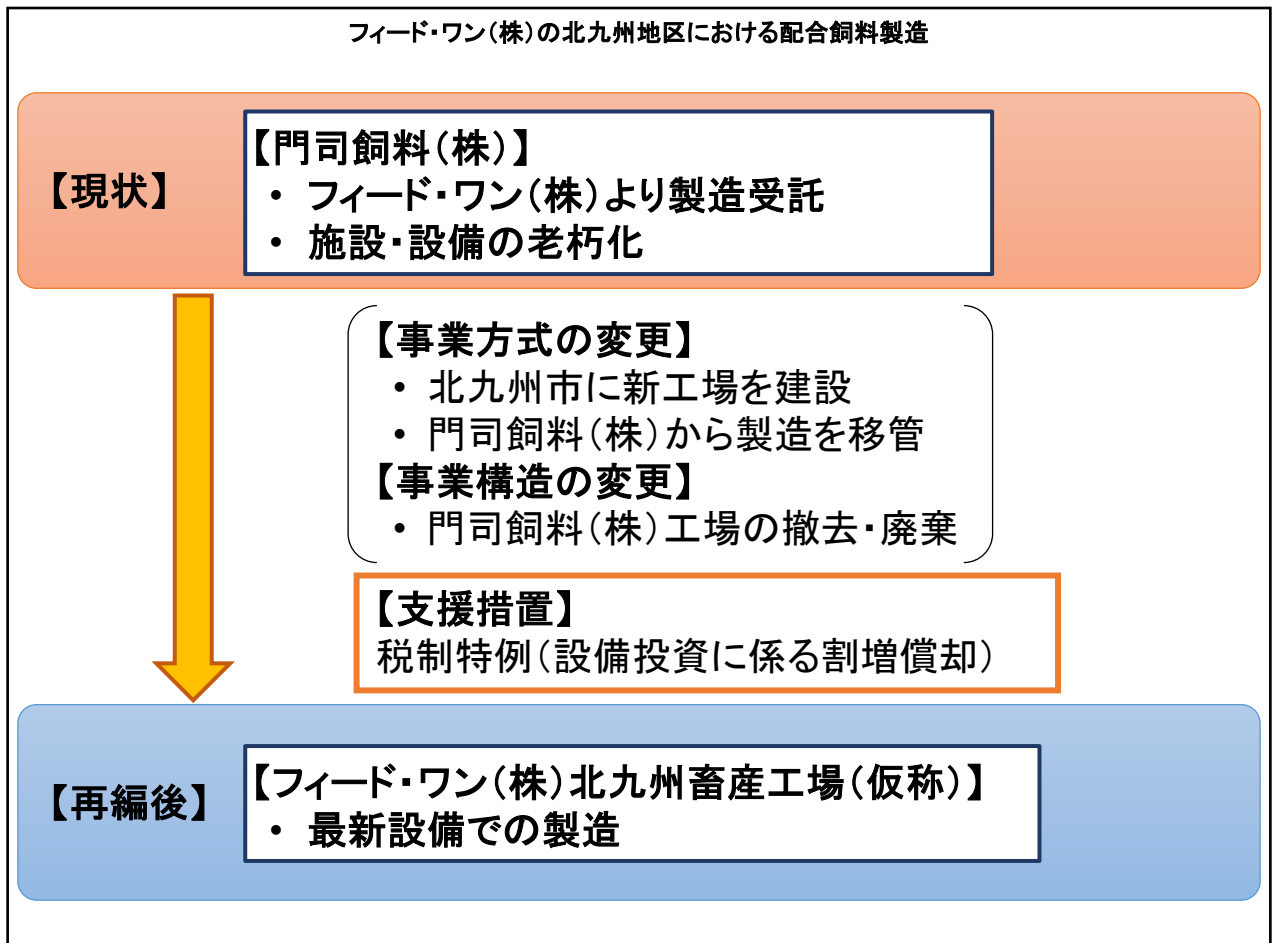 フィード・ワン（株）の北九州地区における配合飼料製造
【現状】
【門司飼料（株）】
・ フィード・ワン（株）より製造受託
・ 施設・設備の老朽化
【事業方式の変更】
・ 北九州市に新工場を建設
・ 門司飼料（株）から製造を移管
【事業構造の変更】
・ 門司飼料（株）工場の撤去・廃棄
【支援措置】
税制特例（設備投資に係る割増償却）
【再編後】
【フィード・ワン（株）北九州畜産工場（仮称）】
・ 最新設備での製造